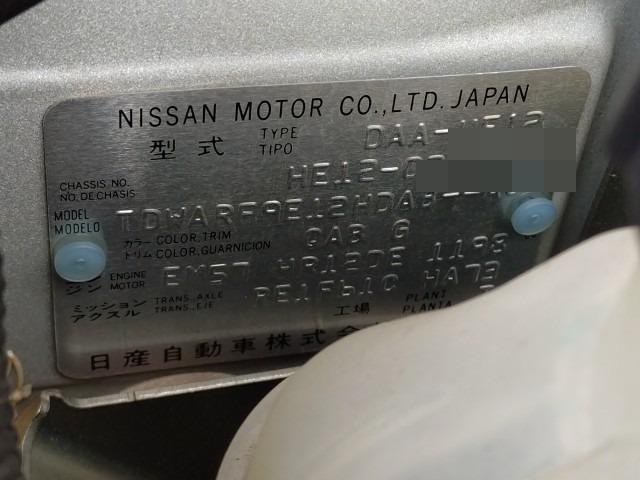 NISSAN MOTOR CO.,LTD. JAPAN
型式 TYPE TIPO DAA-
CHASSIS NO. NO. DE CHASIS HE12-
MODEL MODELO
カラー COLOR,TRIM トリム COLOR, GUARNICION QAB G
ジン ENGINE MOTOR EM57 HR12DE 1198
ミッション アクスル TRANS., AXLE TRANS., EJE RE1F61C HA79
工場 PLANT PLANTA
日産自動車株式会